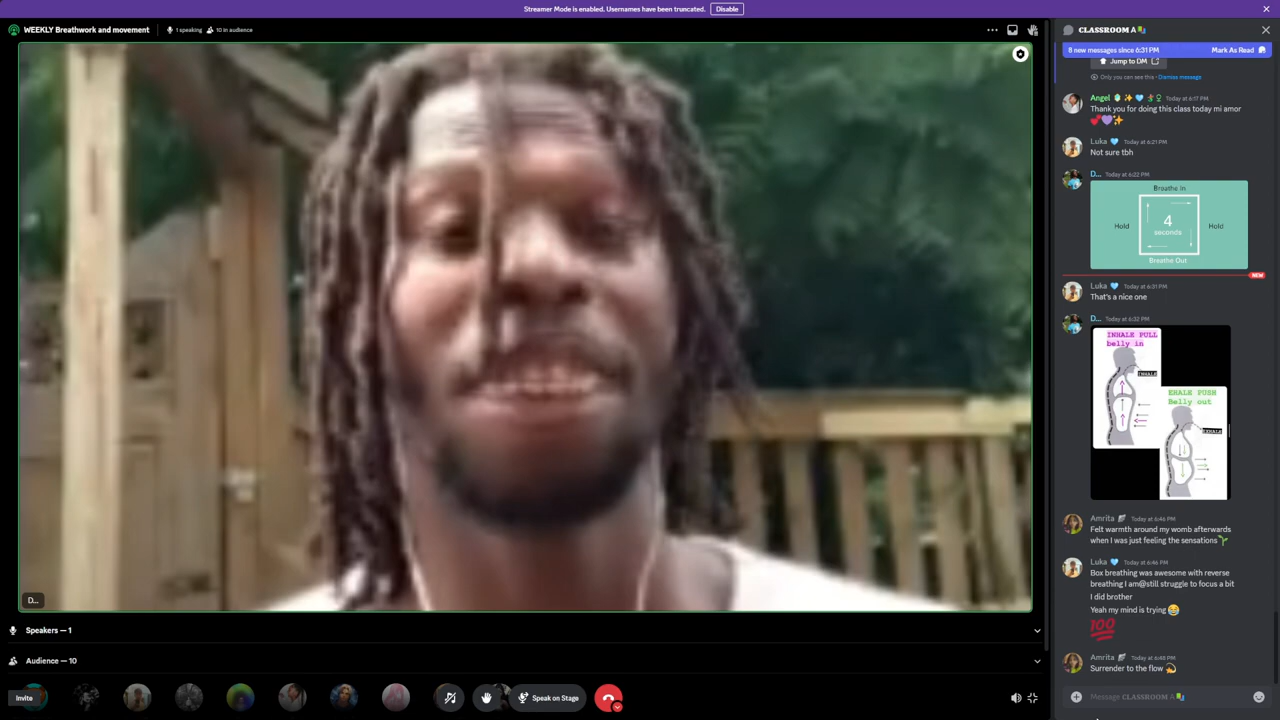 Streamer Mode is enabled. Usernames have been truncated. Disable
WEEKLY Breathwork and movement 1 speaking 10 in audience
D...
Speakers — 1
Audience — 10
Invite
Speak on Stage
CLASSROOM A
8 new messages since 6:31 PM Mark As Read
Jump to DM
Only you can see this • Dismiss message
Angel Today at 6:17 PM
Thank you for doing this class today mi amor
Luka Today at 6:21 PM
Not sure tbh
D... Today at 6:22 PM
Breathe In
Hold 4 Hold
seconds
Breathe Out
NEW
Luka Today at 6:31 PM
That's a nice one
D... Today at 6:32 PM
INHALE PULL
belly in
INHALE
EHALE PUSH
Belly out
Amrita Today at 6:46 PM
Felt warmth around my womb afterwards
when I was just feeling the sensations
Luka Today at 6:46 PM
Box breathing was awesome with reverse
breathing I am@still struggle to focus a bit
I did brother
Yeah my mind is trying 😂
100
Amrita Today at 6:48 PM
Surrender to the flow
Message CLASSROOM A